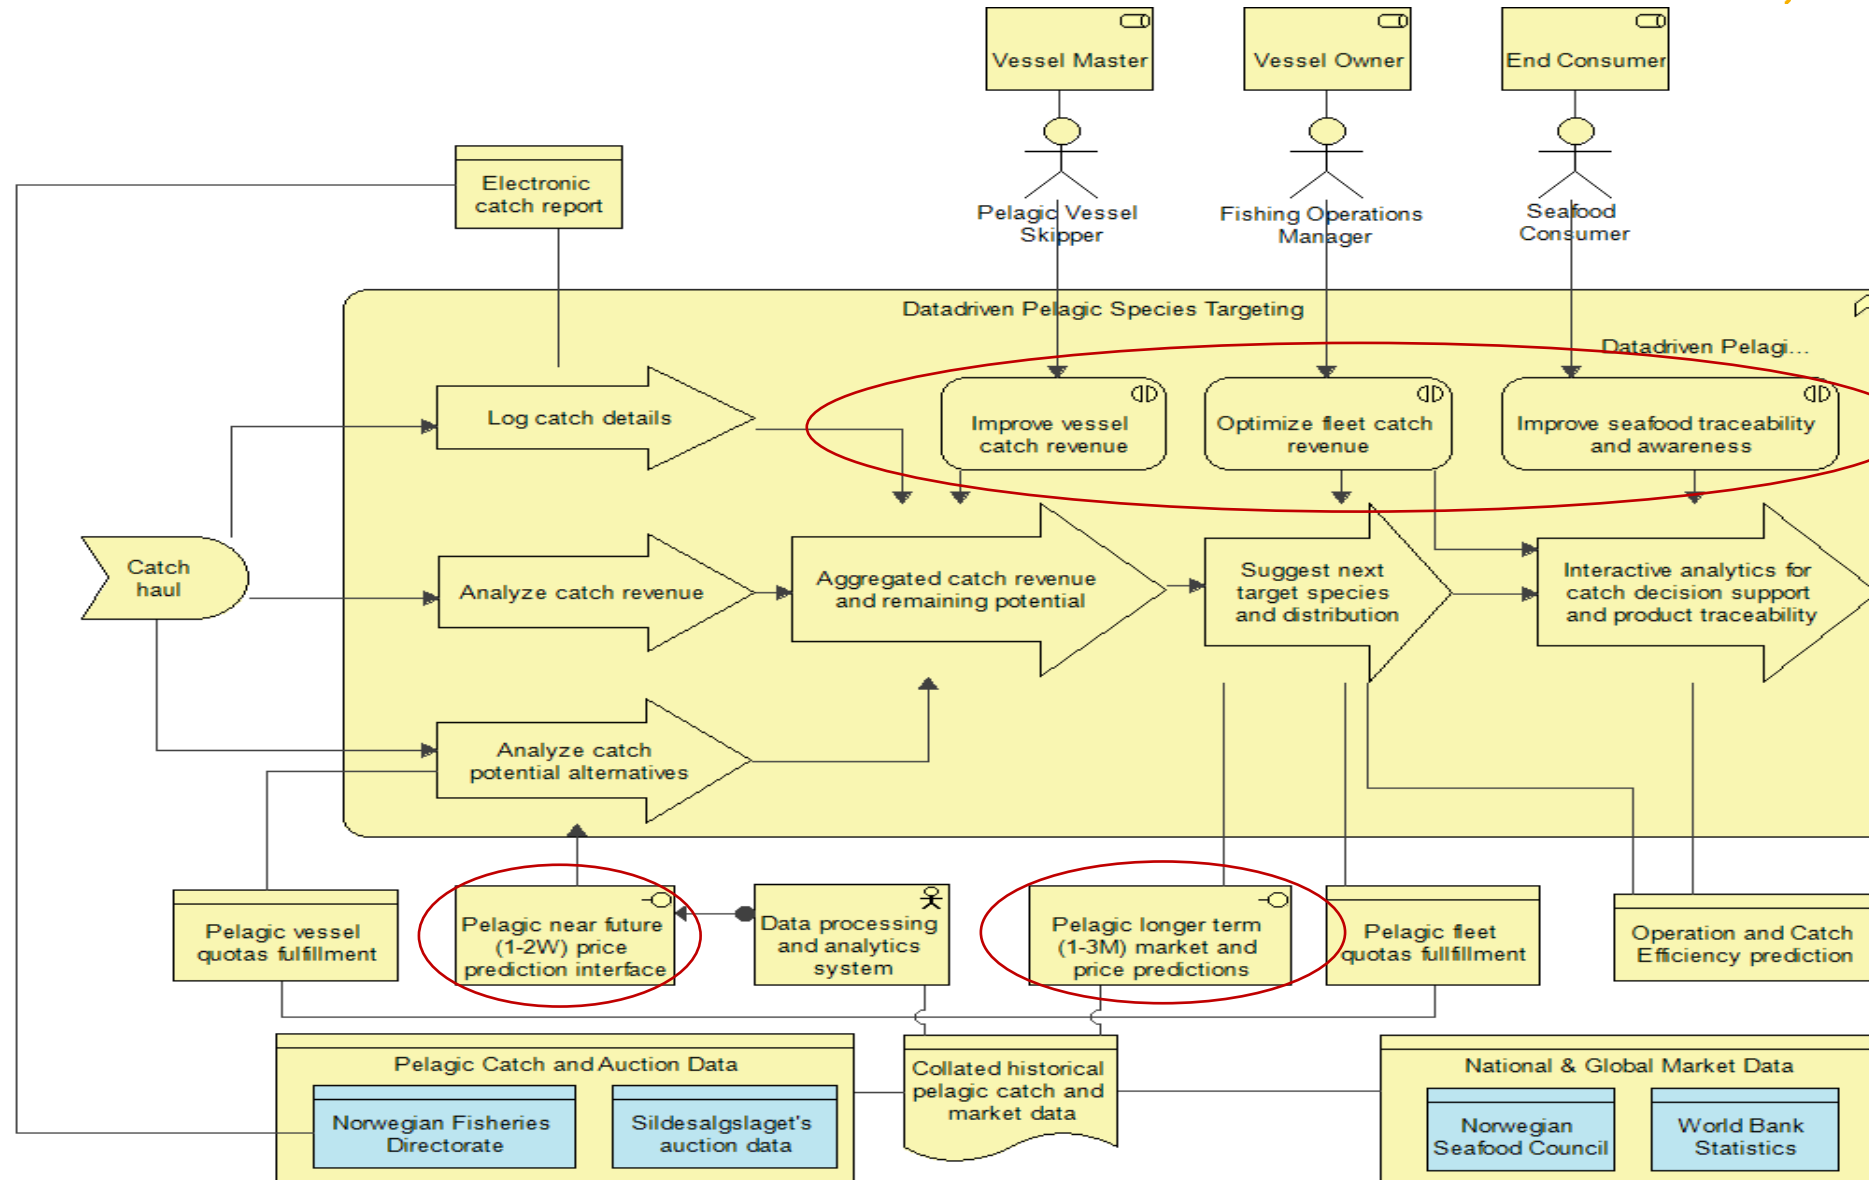 Vessel Master
Vessel Owner
End Consumer
Electronic
catch report
Pelagic Vessel
Skipper
Fishing Operations
Manager
Seafood
Consumer
Datadriven Pelagic Species Targeting
Datadriven Pelagi...
Log catch details
Improve vessel
catch revenue
Optimize fleet catch
revenue
Improve seafood traceability
and awareness
Catch
haul
Analyze catch revenue
Aggregated catch revenue
and remaining potential
Suggest next
target species
and distribution
Interactive analytics for
catch decision support
and product traceability
Analyze catch
potential alternatives
Pelagic vessel
quotas fulfillment
Pelagic near future
(1-2W) price
prediction interface
Data processing
and analytics
system
Pelagic longer term
(1-3M) market and
price predictions
Pelagic fleet
quotas fullfillment
Operation and Catch
Efficiency prediction
Pelagic Catch and Auction Data
Norwegian Fisheries
Directorate
Sildesalgslaget's
auction data
Collated historical
pelagic catch and
market data
National & Global Market Data
Norwegian
Seafood Council
World Bank
Statistics